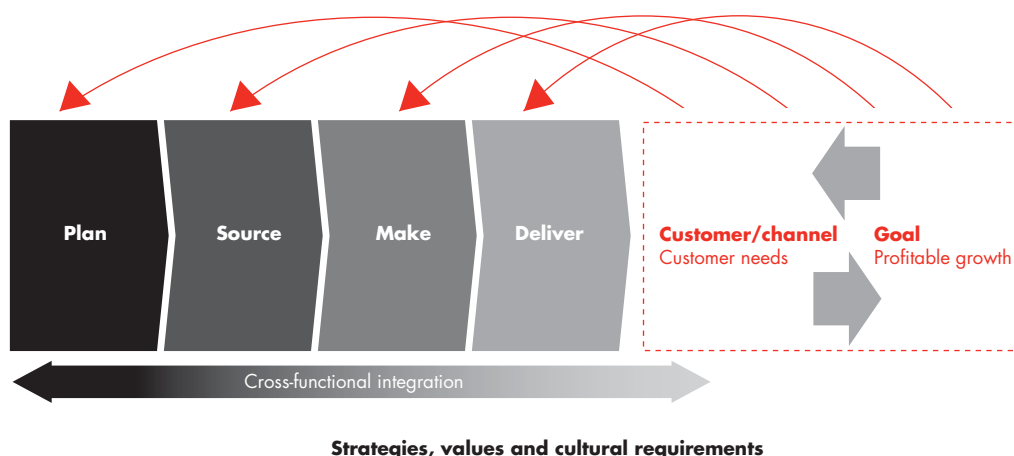 Plan
Source
Make
Deliver
Customer/channel
Customer needs
Goal
Profitable growth
Cross-functional integration
Strategies, values and cultural requirements